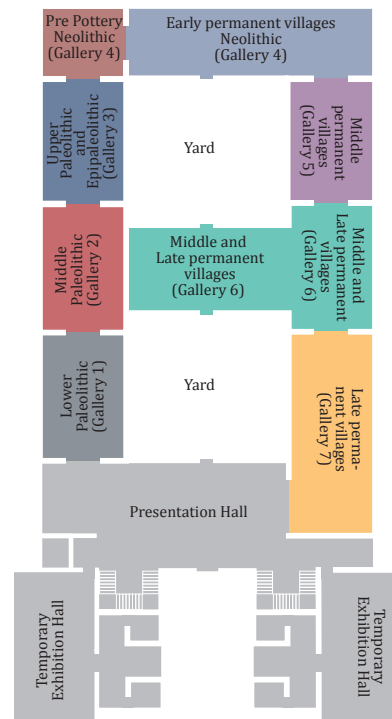 Pre Pottery
Neolithic
(Gallery 4)
Early permanent villages
Neolithic
(Gallery 4)
Upper
Paleolithic
and
Epipaleolithic
(Gallery 3)
Yard
Middle
permanent
villages
(Gallery 5)
Middle
Paleolithic
(Gallery 2)
Middle and
Late permanent
villages
(Gallery 6)
Middle and
Late permanent
villages
(Gallery 6)
Lower
Paleolithic
(Gallery 1)
Yard
Late perma-
nent villages
(Gallery 7)
Presentation Hall
Temporary
Exhibition Hall
Temporary
Exhibition Hall